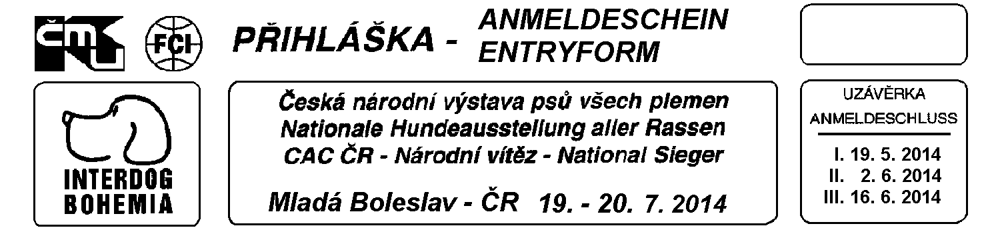 ČMKU
FCI
PŘIHLÁŠKA -
ANMELDESCHEIN
ENTRYFORM
INTERDOG
BOHEMIA
Česká národní výstava psů všech plemen
Nationale Hundeausstellung aller Rassen
CAC ČR - Národní vítěz - National Sieger
Mladá Boleslav - ČR 19. - 20. 7. 2014
UZÁVĚRKA
ANMELDESCHLUSS
I. 19. 5. 2014
II. 2. 6. 2014
III. 16. 6. 2014